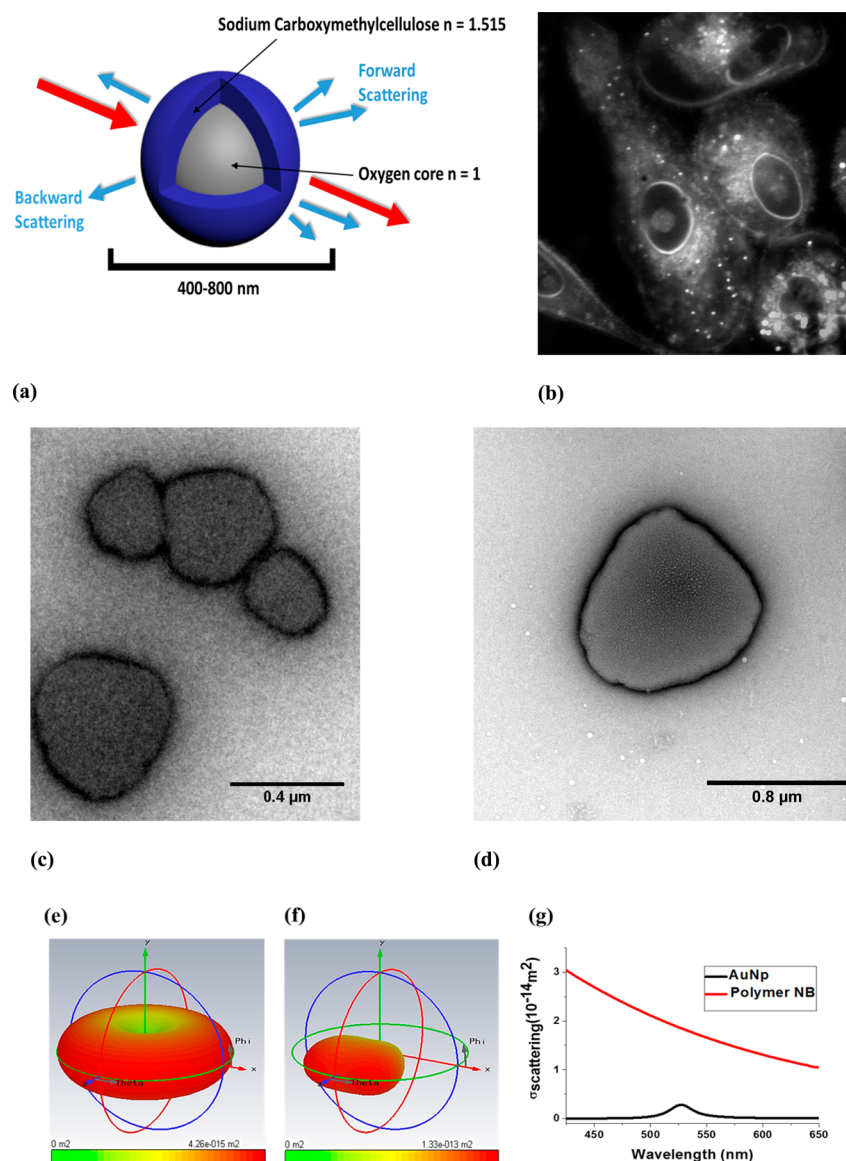 Sodium Carboxymethylcellulose n = 1.515
Forward
Scattering
Oxygen core n = 1
Backward
Scattering
400-800 nm
(a)
(b)
0.4 µm
0.8 µm
(c)
(d)
(e)
(f)
(g)
y
Phi
x
Theta
0 m2
4.26e-015 m2
y
Phi
x
Theta
0 m2
1.33e-013 m2
σscattering(10⁻¹⁴m²)
3
2
1
0
AuNp
Polymer NB
450 500 550 600 650
Wavelength (nm)